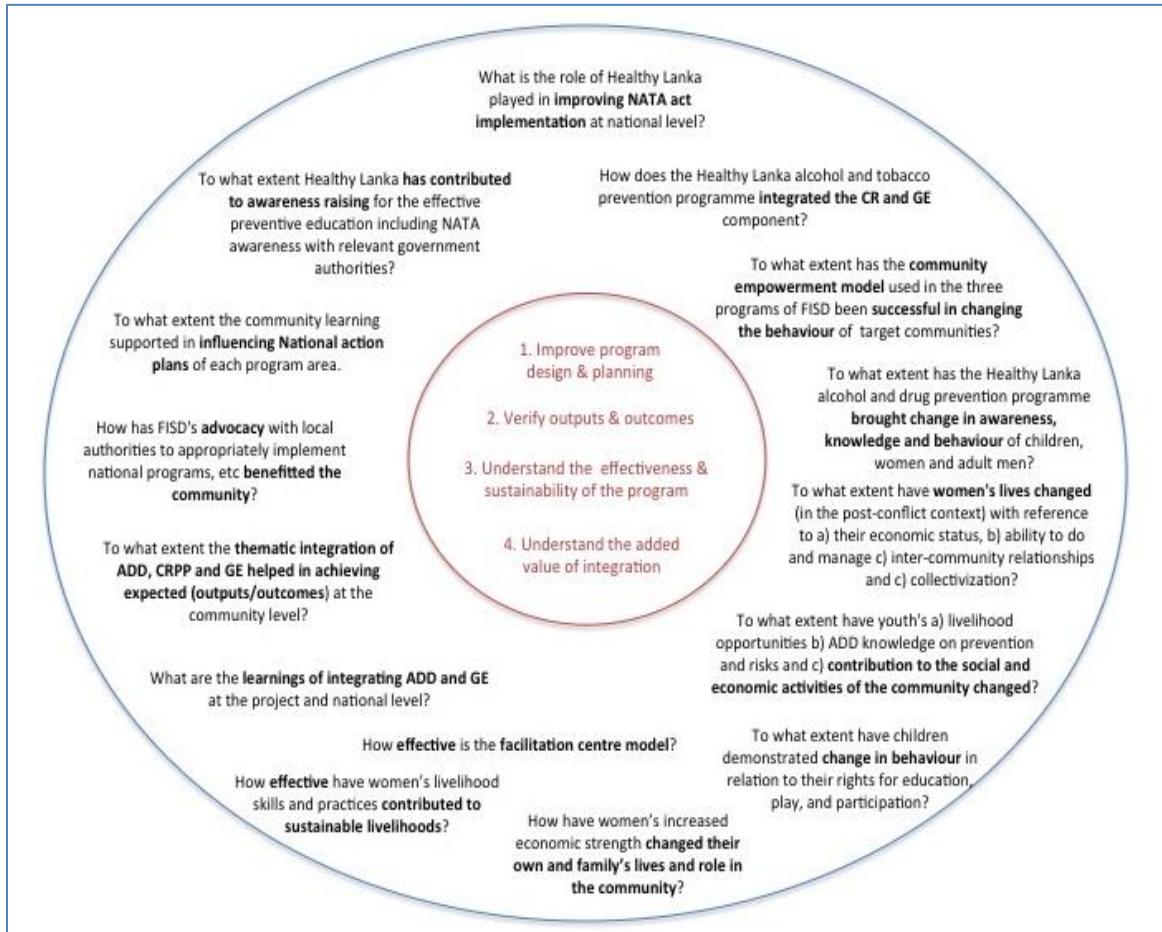 What is the role of Healthy Lanka
played in improving NATA act
implementation at national level?
To what extent Healthy Lanka has contributed
to awareness raising for the effective
preventive education including NATA
awareness with relevant government
authorities?
How does the Healthy Lanka alcohol and tobacco
prevention programme integrated the CR and GE
component?
To what extent has the community
empowerment model used in the three
programs of FISD been successful in changing
the behaviour of target communities?
To what extent the community learning
supported in influencing National action
plans of each program area.
1. Improve program
design & planning
2. Verify outputs & outcomes
3. Understand the effectiveness &
sustainability of the program
4. Understand the added
value of integration
To what extent has the Healthy Lanka
alcohol and drug prevention programme
brought change in awareness,
knowledge and behaviour of children,
women and adult men?
How has FISD's advocacy with local
authorities to appropriately implement
national programs, etc benefitted the
community?
To what extent have women's lives changed
(in the post-conflict context) with reference
to a) their economic status, b) ability to do
and manage c) inter-community relationships
and c) collectivization?
To what extent the thematic integration of
ADD, CRPP and GE helped in achieving
expected (outputs/outcomes) at the
community level?
To what extent have youth's a) livelihood
opportunities b) ADD knowledge on prevention
and risks and c) contribution to the social and
economic activities of the community changed?
What are the learnings of integrating ADD and GE
at the project and national level?
How effective is the facilitation centre model?
To what extent have children
demonstrated change in behaviour in
relation to their rights for education,
play, and participation?
How effective have women's livelihood
skills and practices contributed to
sustainable livelihoods?
How have women's increased
economic strength changed their
own and family's lives and role in
the community?